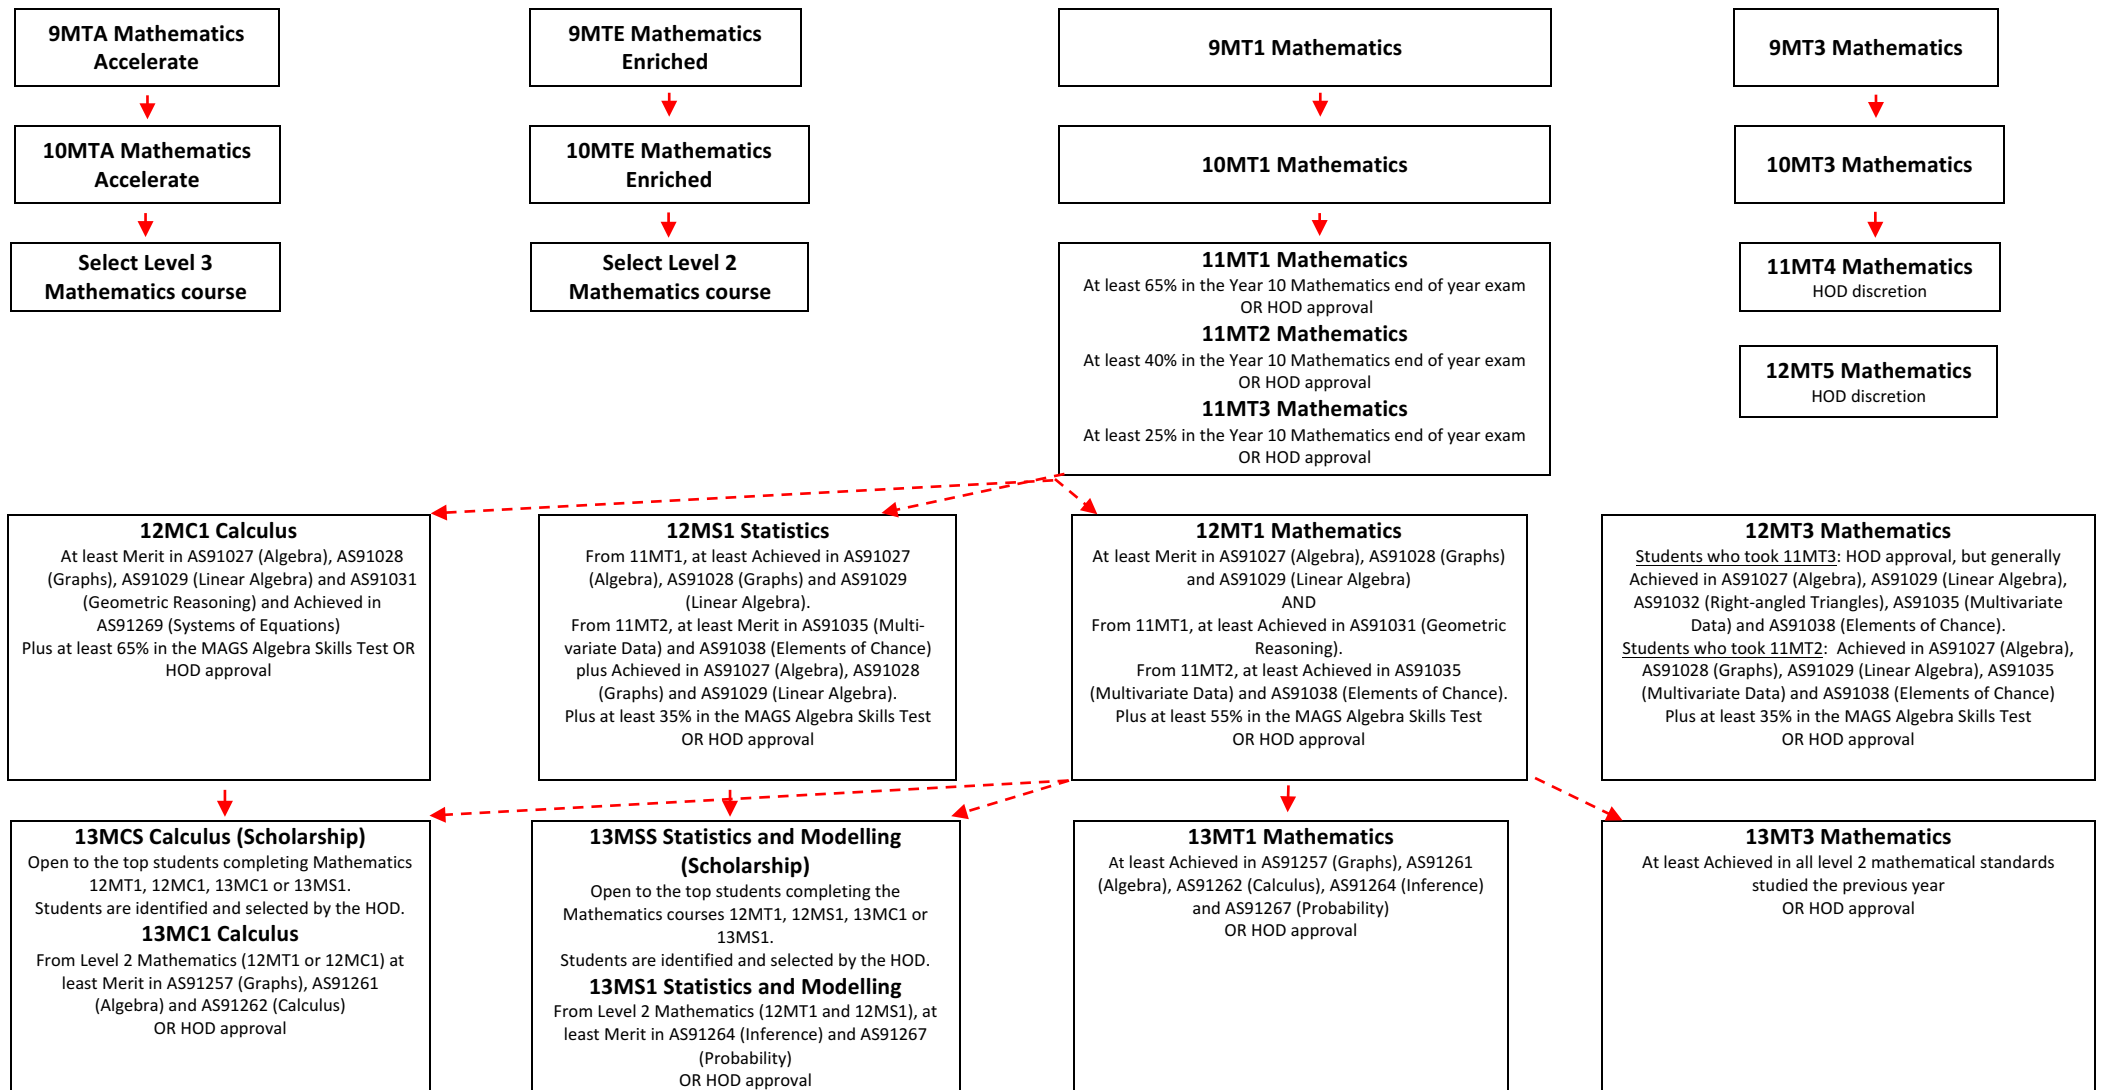 9MTA Mathematics
Accelerate
9MTE Mathematics
Enriched
9MT1 Mathematics
9MT3 Mathematics
10MTA Mathematics
Accelerate
10MTE Mathematics
Enriched
10MT1 Mathematics
10MT3 Mathematics
Select Level 3
Mathematics course
Select Level 2
Mathematics course
11MT1 Mathematics
At least 65% in the Year 10 Mathematics end of year exam
OR HOD approval
11MT2 Mathematics
At least 40% in the Year 10 Mathematics end of year exam
OR HOD approval
11MT3 Mathematics
At least 25% in the Year 10 Mathematics end of year exam
OR HOD approval
11MT4 Mathematics
HOD discretion
12MT5 Mathematics
HOD discretion
12MC1 Calculus
At least Merit in AS91027 (Algebra), AS91028
(Graphs), AS91029 (Linear Algebra) and AS91031
(Geometric Reasoning) and Achieved in
AS91269 (Systems of Equations)
Plus at least 65% in the MAGS Algebra Skills Test OR
HOD approval
12MS1 Statistics
From 11MT1, at least Achieved in AS91027
(Algebra), AS91028 (Graphs) and AS91029
(Linear Algebra).
From 11MT2, at least Merit in AS91035 (Multi-
variate Data) and AS91038 (Elements of Chance)
plus Achieved in AS91027 (Algebra), AS91028
(Graphs) and AS91029 (Linear Algebra).
Plus at least 35% in the MAGS Algebra Skills Test
OR HOD approval
12MT1 Mathematics
At least Merit in AS91027 (Algebra), AS91028 (Graphs)
and AS91029 (Linear Algebra)
AND
From 11MT1, at least Achieved in AS91031 (Geometric
Reasoning).
From 11MT2, at least Achieved in AS91035
(Multivariate Data) and AS91038 (Elements of Chance).
Plus at least 55% in the MAGS Algebra Skills Test
OR HOD approval
12MT3 Mathematics
Students who took 11MT3: HOD approval, but generally
Achieved in AS91027 (Algebra), AS91029 (Linear Algebra),
AS91032 (Right-angled Triangles), AS91035 (Multivariate
Data) and AS91038 (Elements of Chance).
Students who took 11MT2: Achieved in AS91027 (Algebra),
AS91028 (Graphs), AS91029 (Linear Algebra), AS91035
(Multivariate Data) and AS91038 (Elements of Chance)
Plus at least 35% in the MAGS Algebra Skills Test
OR HOD approval
13MCS Calculus (Scholarship)
Open to the top students completing Mathematics
12MT1, 12MC1, 13MC1 or 13MS1.
Students are identified and selected by the HOD.
13MC1 Calculus
From Level 2 Mathematics (12MT1 or 12MC1) at
least Merit in AS91257 (Graphs), AS91261
(Algebra) and AS91262 (Calculus)
OR HOD approval
13MSS Statistics and Modelling
(Scholarship)
Open to the top students completing the
Mathematics courses 12MT1, 12MS1, 13MC1 or
13MS1.
Students are identified and selected by the HOD.
13MS1 Statistics and Modelling
From Level 2 Mathematics (12MT1 and 12MS1), at
least Merit in AS91264 (Inference) and AS91267
(Probability)
OR HOD approval
13MT1 Mathematics
At least Achieved in AS91257 (Graphs), AS91261
(Algebra), AS91262 (Calculus), AS91264 (Inference)
and AS91267 (Probability)
OR HOD approval
13MT3 Mathematics
At least Achieved in all level 2 mathematical standards
studied the previous year
OR HOD approval